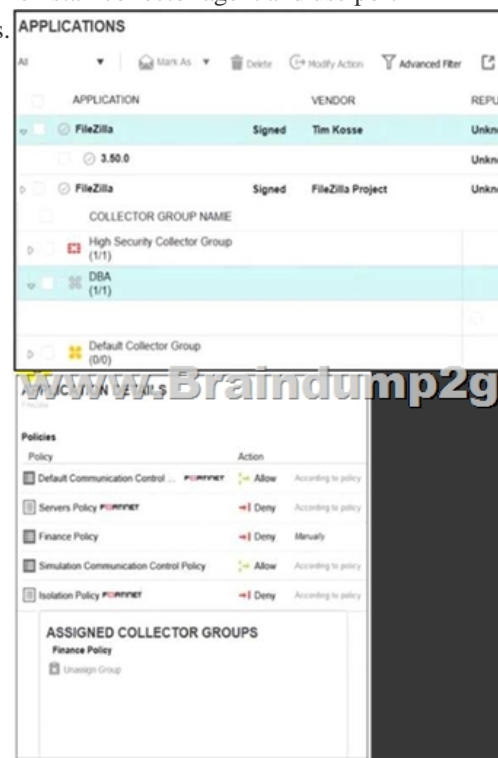 s.
APPLICATIONS
All Mark As Delete Modify Action Advanced Filter
APPLICATION VENDOR REPU
FileZilla Signed Tim Kosse Unkn
3.50.0 Unkn
FileZilla Signed FileZilla Project Unkn
COLLECTOR GROUP NAME
High Security Collector Group
(1/1)
DBA
(1/1)
Default Collector Group
(0/0)
www.Braindump2g
APPLICATION DETAILS
Policies
Policy Action
Default Communication Control ... FORTINET Allow According to policy
Servers Policy FORTINET Deny According to policy
Finance Policy Deny Manually
Simulation Communication Control Policy Allow According to policy
Isolation Policy FORTINET Deny According to policy
ASSIGNED COLLECTOR GROUPS
Finance Policy
Unassign Group